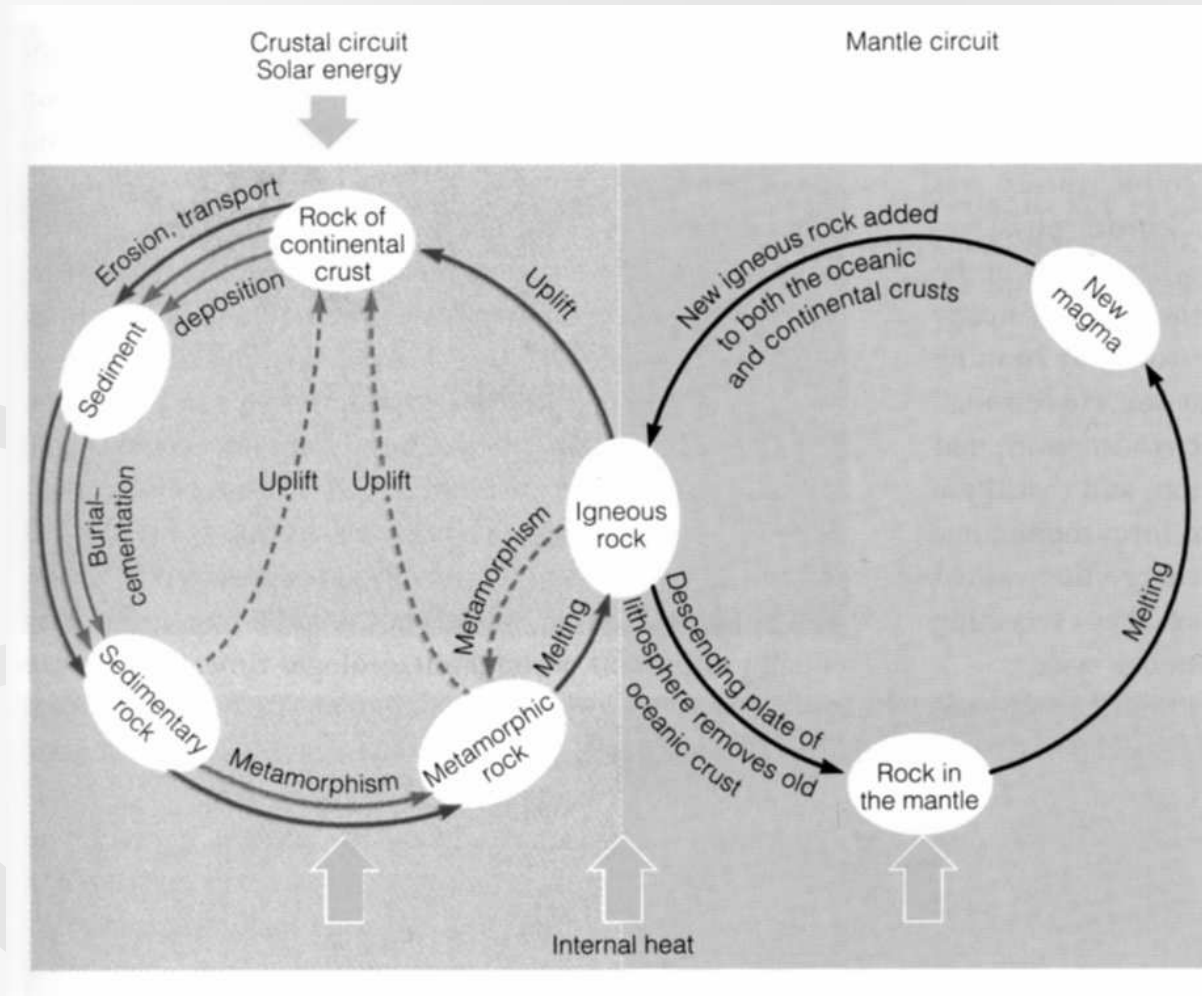 Crustal circuit
Solar energy
Mantle circuit
Erosion, transport
deposition
Rock of
continental
crust
Uplift
New igneous rock added
to both the oceanic
and continental crusts
New
magma
Sediment
Burial–
cementation
Uplift
Uplift
Metamorphism
Igneous
rock
Melting
Melting
Descending plate of
lithosphere removes old
oceanic crust
Sedimentary
rock
Metamorphism
Metamorphic
rock
Rock in
the mantle
Internal heat